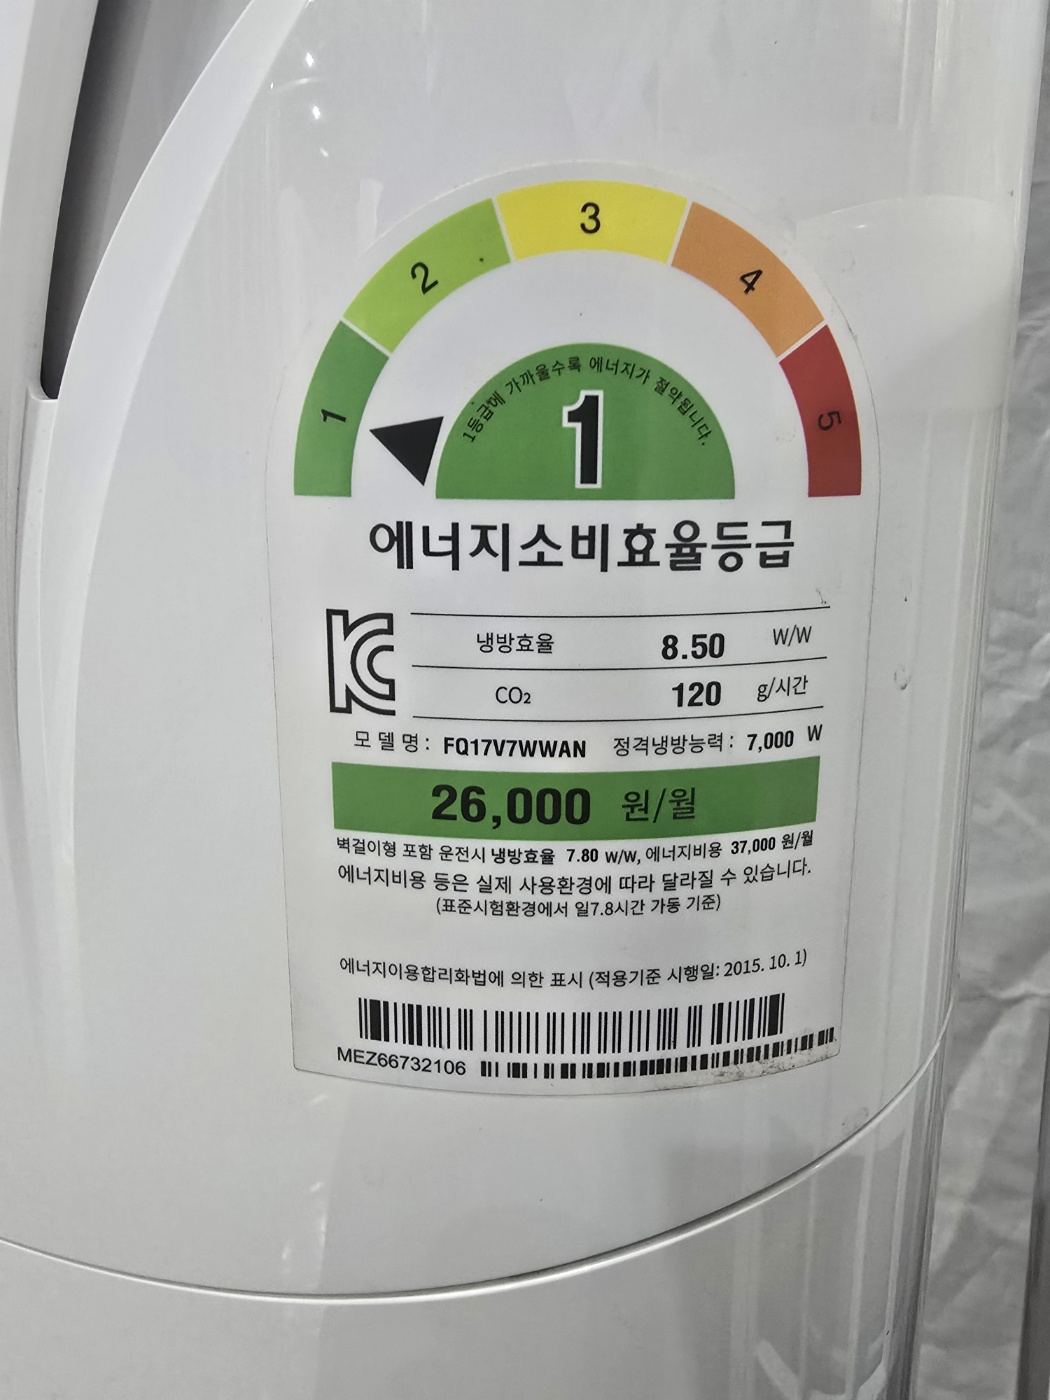 1 2 3 4 5
1등급에 가까울수록 에너지가 절약됩니다.
1
에너지소비효율등급
냉방효율 8.50 W/W
CO₂ 120 g/시간
모 델 명 : FQ17V7WWAN 정격냉방능력 : 7,000 W
26,000 원/월
벽걸이형 포함 운전시 냉방효율 7.80 W/W, 에너지비용 37,000 원/월
에너지비용 등은 실제 사용환경에 따라 달라질 수 있습니다.
(표준시험환경에서 일7.8시간 가동 기준)
에너지이용합리화법에 의한 표시 (적용기준 시행일: 2015. 10. 1)
MEZ66732106